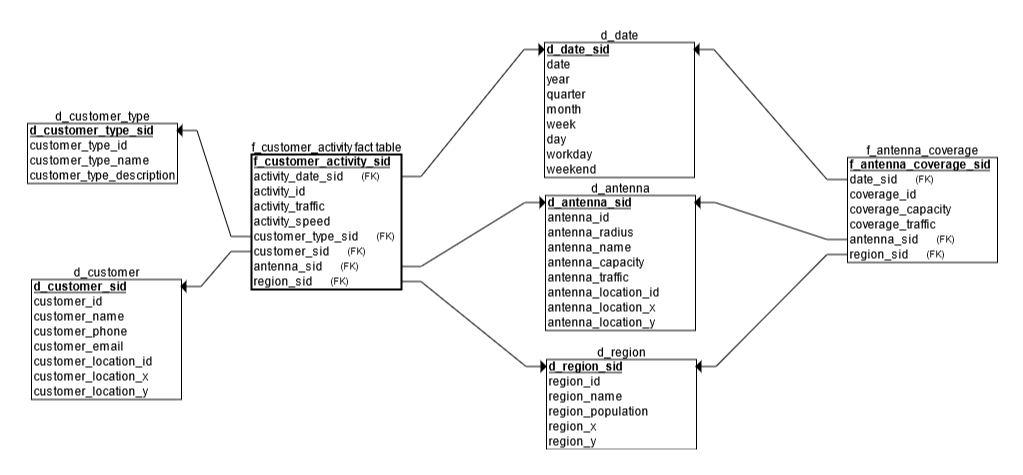 d_customer_type
d_customer_type_sid
customer_type_id
customer_type_name
customer_type_description
d_customer
d_customer_sid
customer_id
customer_name
customer_phone
customer_email
customer_location_id
customer_location_x
customer_location_y
f_customer_activity fact table
f_customer_activity_sid
activity_date_sid (FK)
activity_id
activity_traffic
activity_speed
customer_type_sid (FK)
customer_sid (FK)
antenna_sid (FK)
region_sid (FK)
d_date
d_date_sid
date
year
quarter
month
week
day
workday
weekend
d_antenna
d_antenna_sid
antenna_id
antenna_radius
antenna_name
antenna_capacity
antenna_traffic
antenna_location_id
antenna_location_x
antenna_location_y
d_region
d_region_sid
region_id
region_name
region_population
region_x
region_y
f_antenna_coverage
f_antenna_coverage_sid
date_sid (FK)
coverage_id
coverage_capacity
coverage_traffic
antenna_sid (FK)
region_sid (FK)